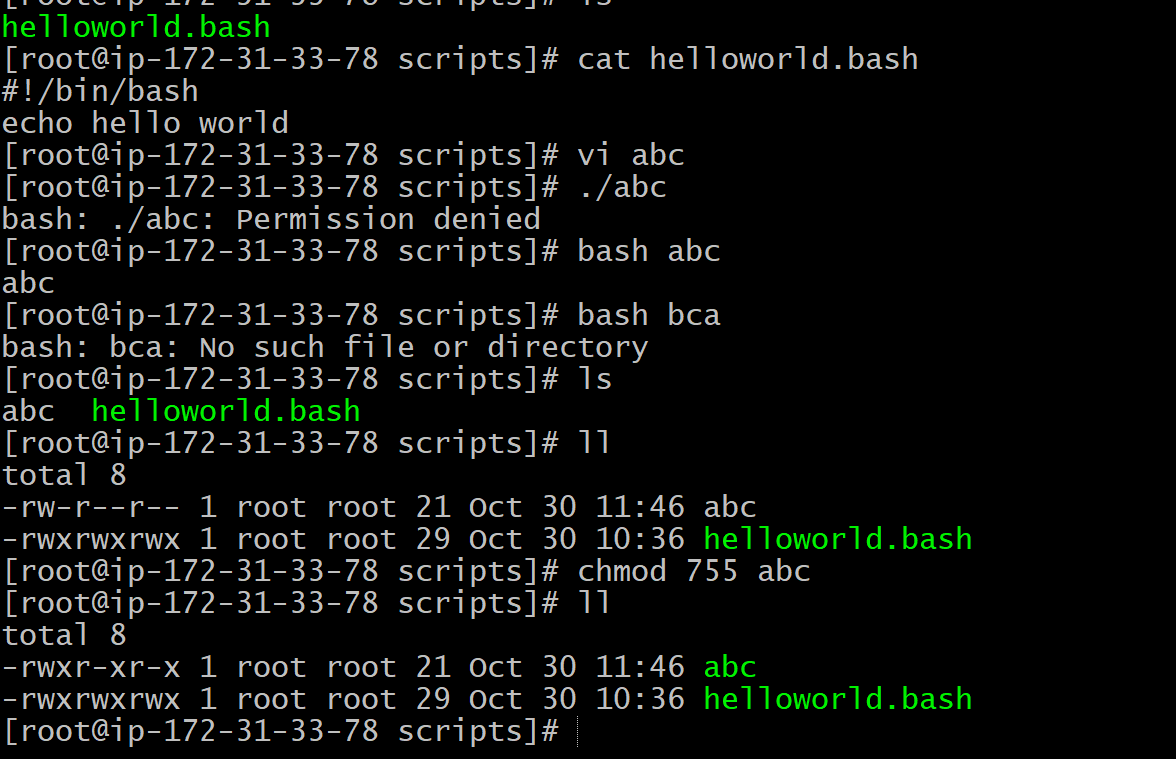 helloworld.bash
[root@ip-172-31-33-78 scripts]# cat helloworld.bash
#!/bin/bash
echo hello world
[root@ip-172-31-33-78 scripts]# vi abc
[root@ip-172-31-33-78 scripts]# ./abc
bash: ./abc: Permission denied
[root@ip-172-31-33-78 scripts]# bash abc
abc
[root@ip-172-31-33-78 scripts]# bash bca
bash: bca: No such file or directory
[root@ip-172-31-33-78 scripts]# ls
abc  helloworld.bash
[root@ip-172-31-33-78 scripts]# ll
total 8
-rw-r--r-- 1 root root 21 Oct 30 11:46 abc
-rwxrwxrwx 1 root root 29 Oct 30 10:36 helloworld.bash
[root@ip-172-31-33-78 scripts]# chmod 755 abc
[root@ip-172-31-33-78 scripts]# ll
total 8
-rwxr-xr-x 1 root root 21 Oct 30 11:46 abc
-rwxrwxrwx 1 root root 29 Oct 30 10:36 helloworld.bash
[root@ip-172-31-33-78 scripts]#